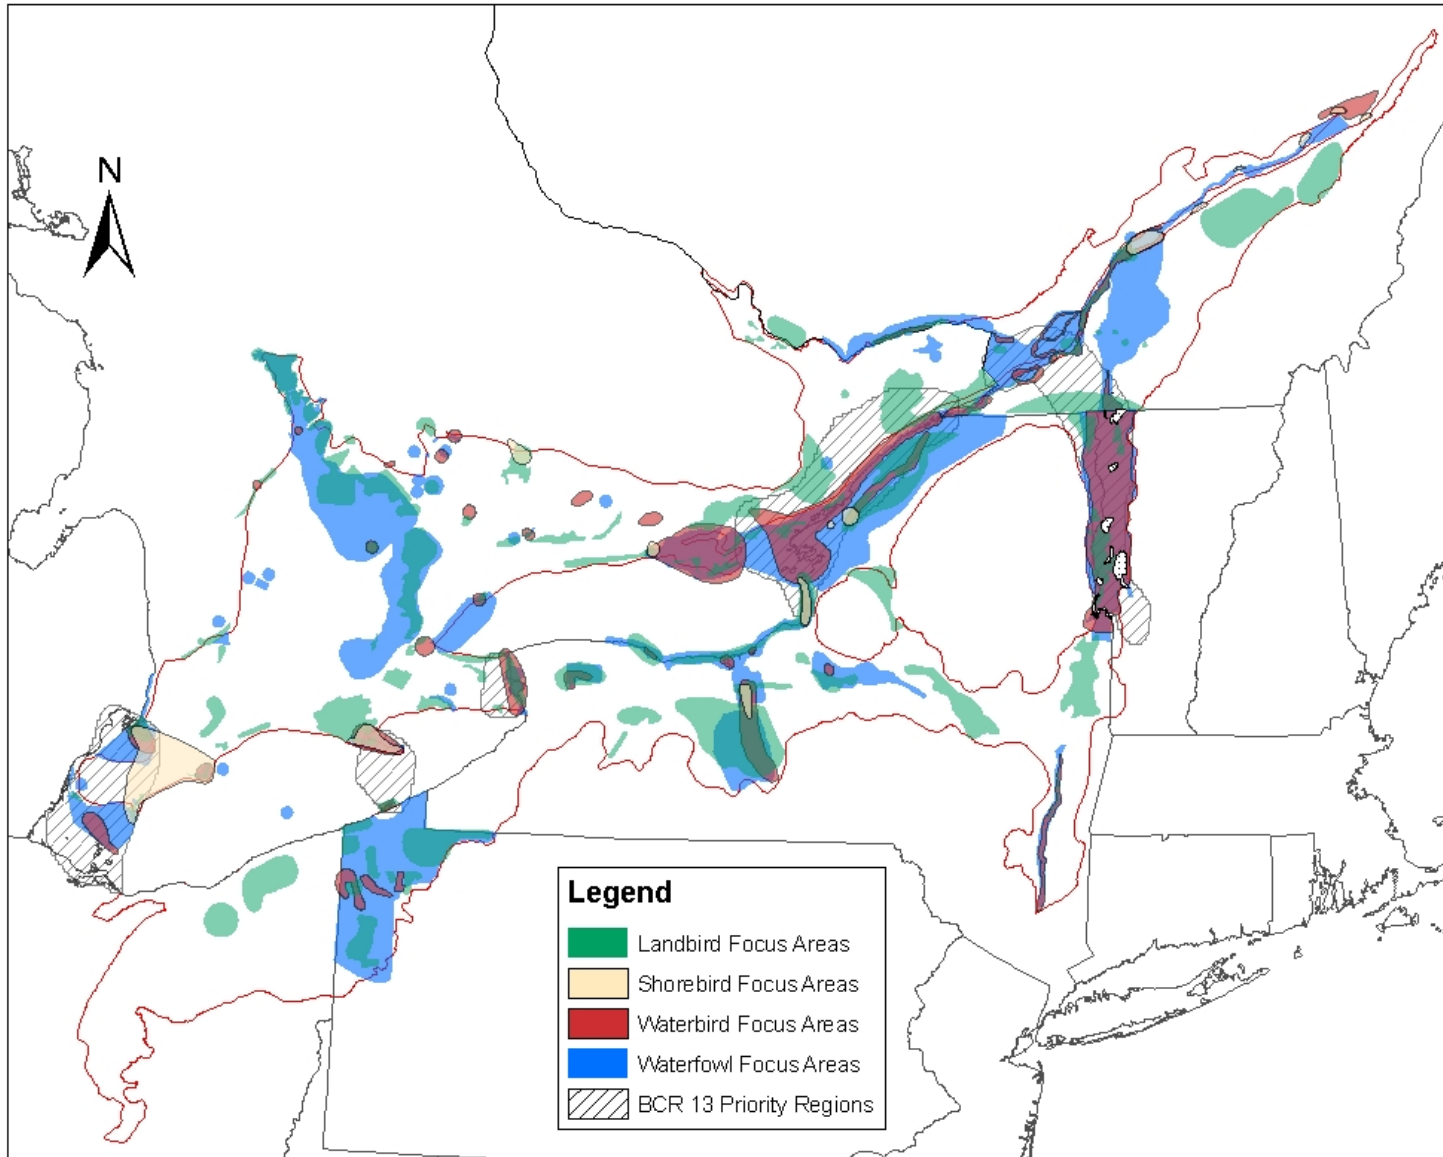 N
Legend
Landbird Focus Areas
Shorebird Focus Areas
Waterbird Focus Areas
Waterfowl Focus Areas
BCR 13 Priority Regions